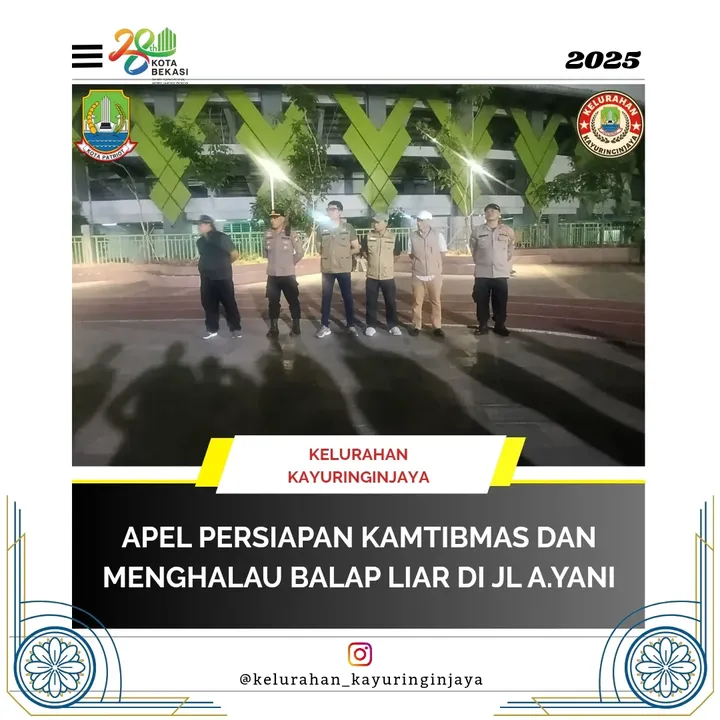 28th
KOTA
BEKASI
2025
KOTA PATRIOT
KELURAHAN
KAYURINGINJAYA
KELURAHAN
KAYURINGINJAYA
APEL PERSIAPAN KAMTIBMAS DAN
MENGHALAU BALAP LIAR DI JL A.YANI
@kelurahan_kayuringinjaya